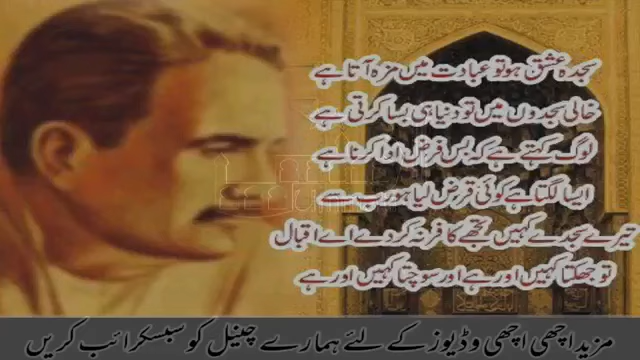 سجدہ عشق ہو تو عبادت میں مزہ آتا ہے
خالی سجدوں میں تو دنیا ہی بسا کرتی ہے
لوگ کہتے ہے کہ بس فرض ادا کرنا ہے
ایسا لگتا ہے کوئی قرض لیا ہو رب سے
تیرے سجدے کہیں تجھے کافر نہ کر دے اے اقبال
تو جھکتا کہیں اور ہے اور سوچتا کہیں اور ہے
مزید اچھی اچھی وڈیوز کے لئے ہمارے چینل کو سبسکرائب کریں